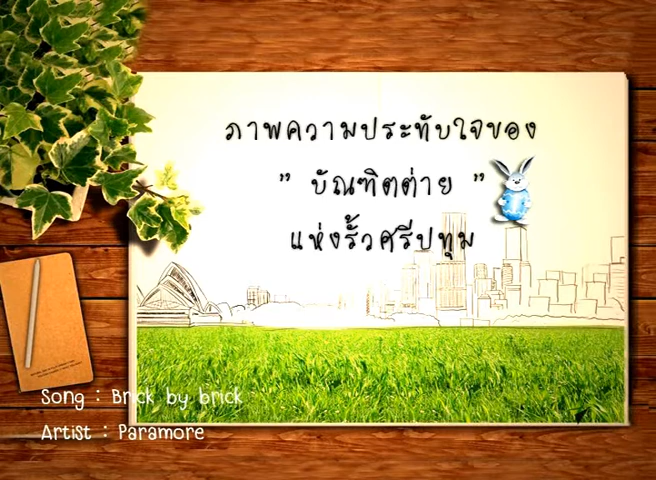 ภาพความประทับใจของ
" บัณฑิตต่าย "
แห่งรั้วศรีปทุม
Song : Brick by brick
Artist : Paramore